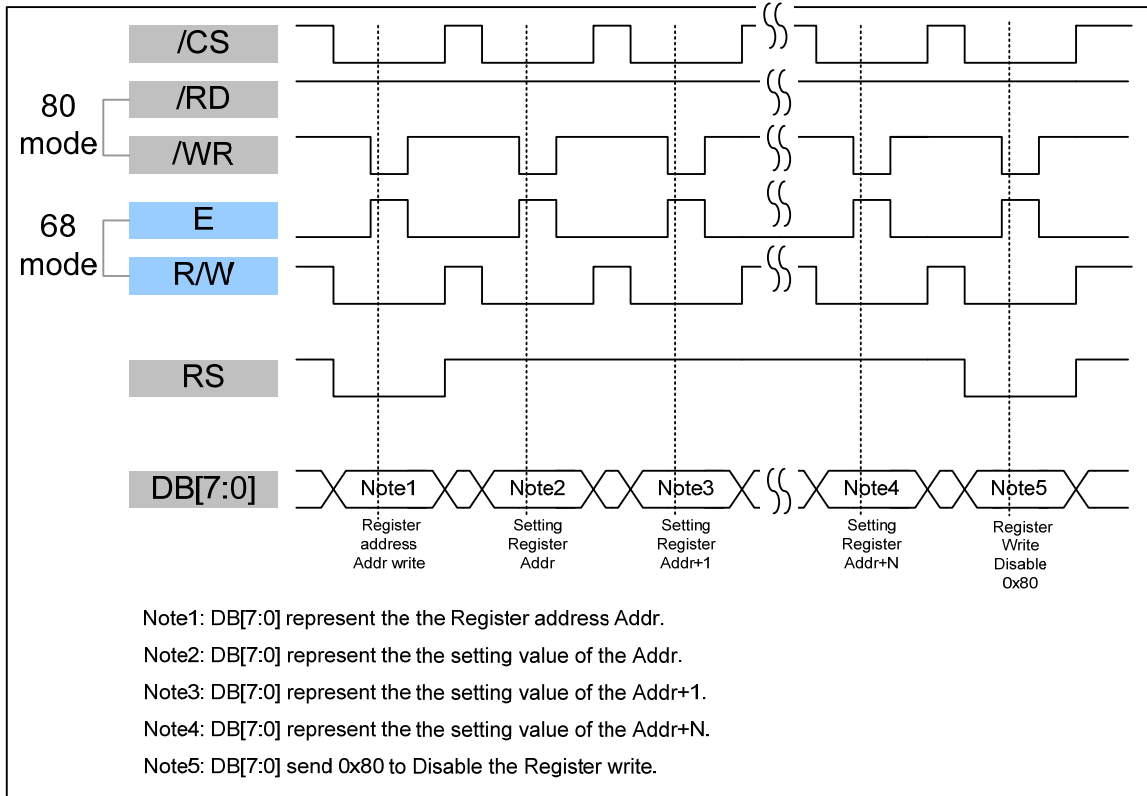 /CS
80
mode
/RD
/WR
68
mode
E
R/W
RS
DB[7:0]
Note1
Note2
Note3
Note4
Note5
Register
address
Addr write
Setting
Register
Addr
Setting
Register
Addr+1
Setting
Register
Addr+N
Register
Write
Disable
0x80
Note1: DB[7:0] represent the the Register address Addr.
Note2: DB[7:0] represent the the setting value of the Addr.
Note3: DB[7:0] represent the the setting value of the Addr+1.
Note4: DB[7:0] represent the the setting value of the Addr+N.
Note5: DB[7:0] send 0x80 to Disable the Register write.